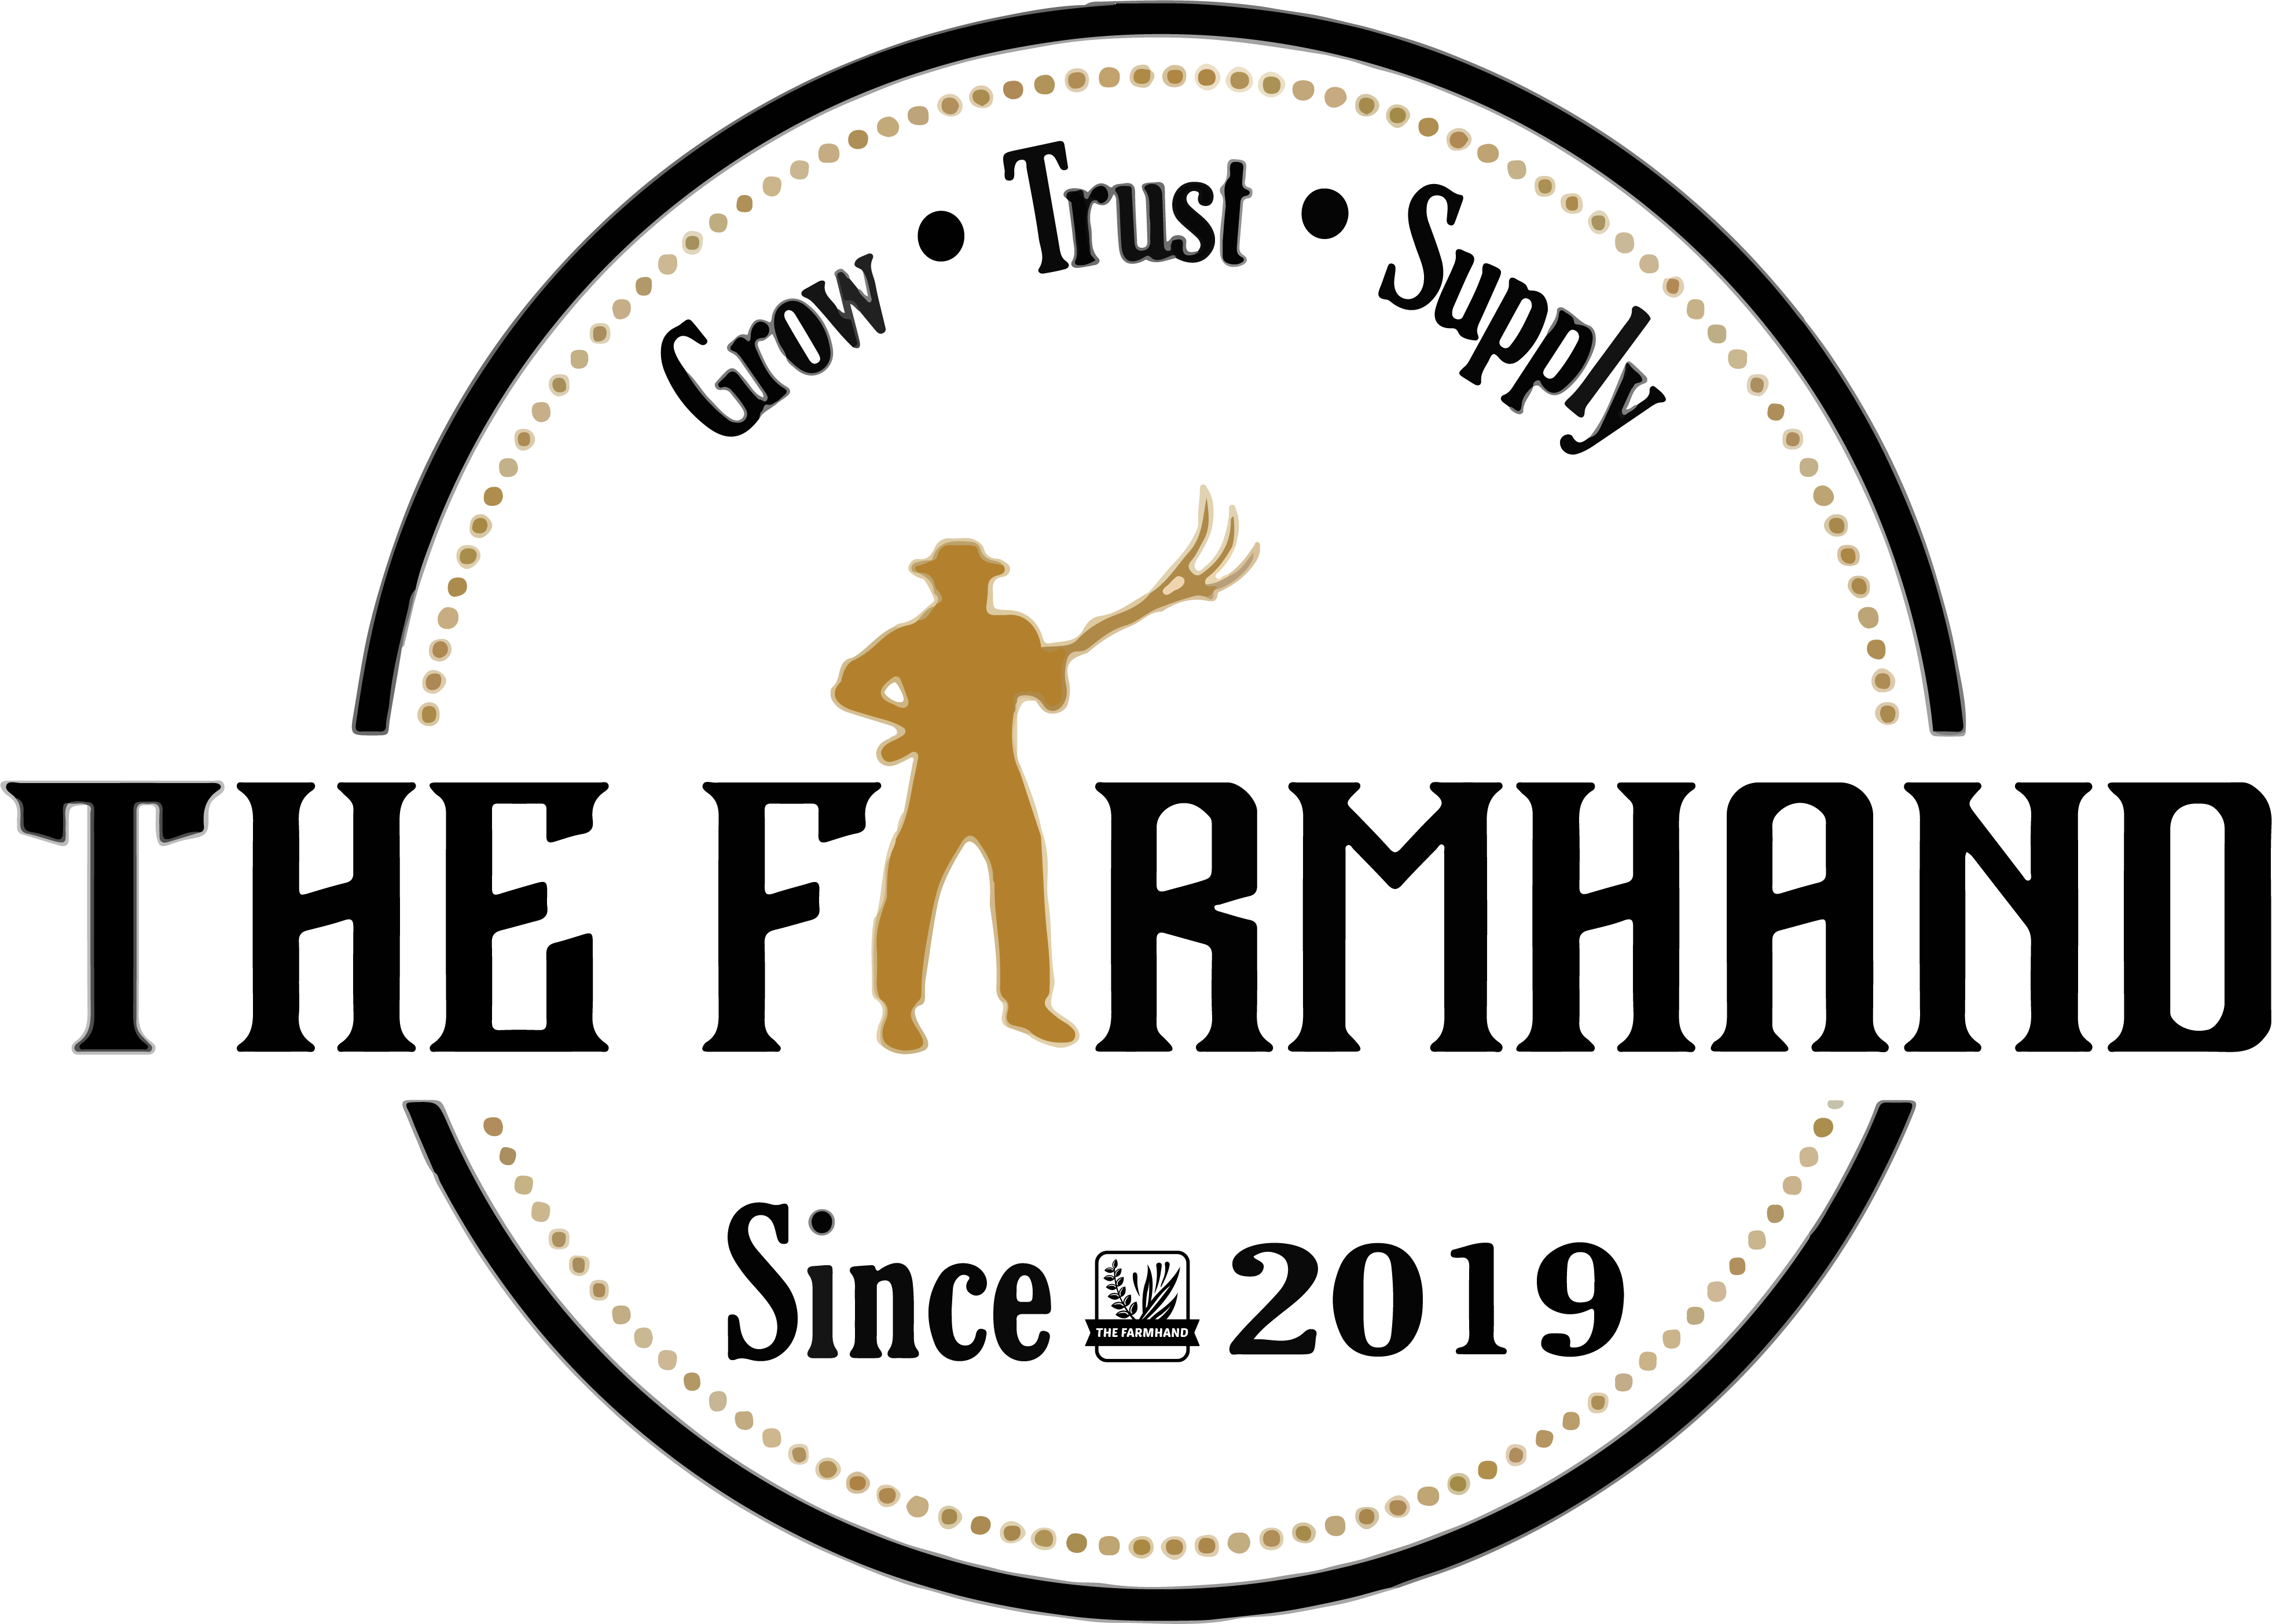 Grow • Trust • Supply
THE FARMHAND
Since 2019
THE FARMHAND